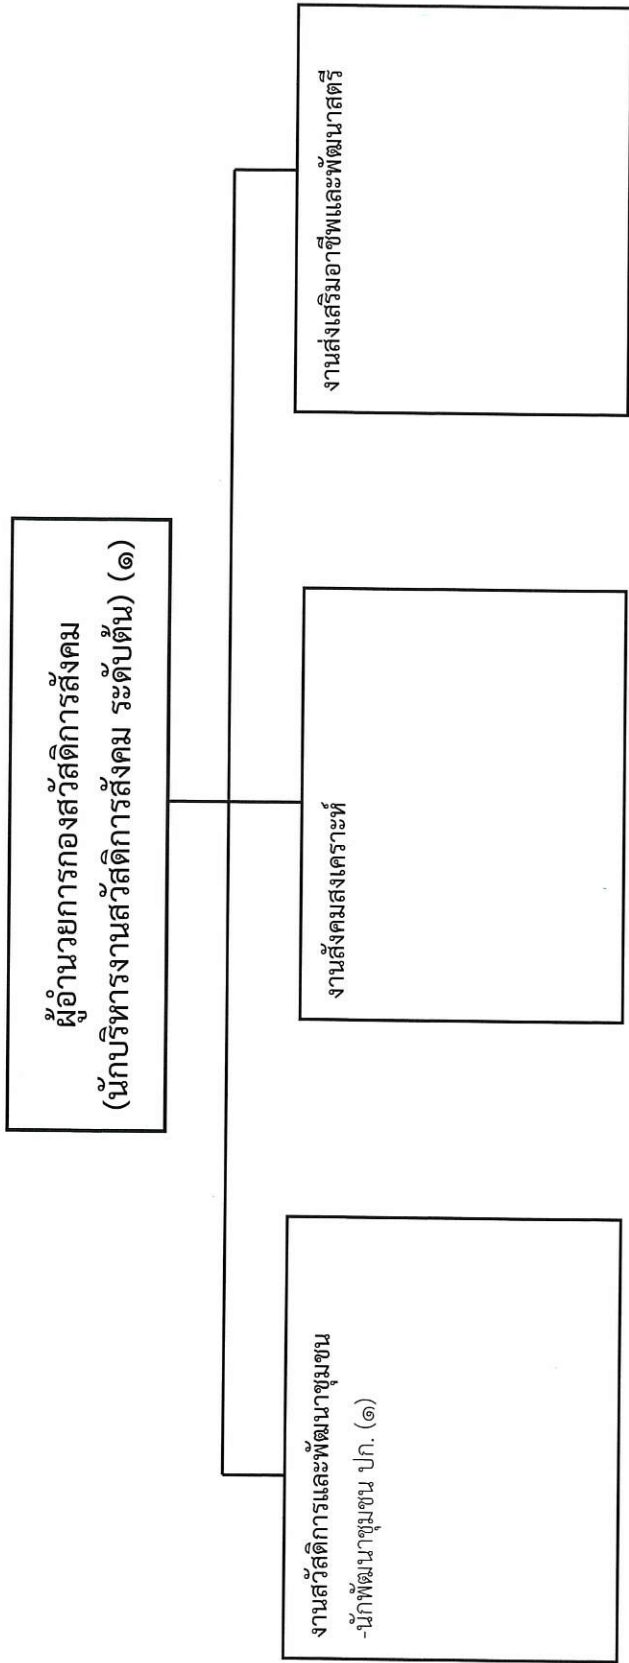 ผู้อำนวยการกองสวัสดิการสังคม
(นักบริหารงานสวัสดิการสังคม ระดับต้น) (๑)
งานสวัสดิการและพัฒนาชุมชน
-นักพัฒนาชุมชน ปก. (๑)
งานสังคมสงเคราะห์
งานส่งเสริมอาชีพและพัฒนาสตรี